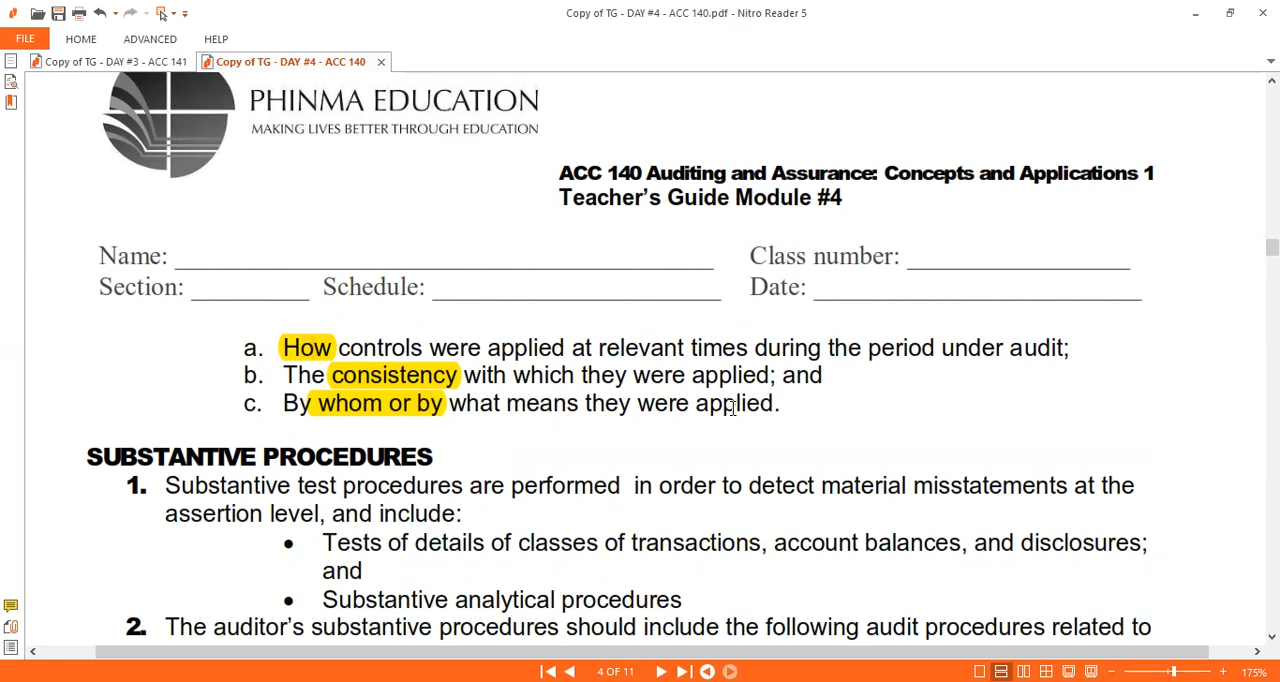 Copy of TG - DAY #4 - ACC 140.pdf - Nitro Reader 5
FILE HOME ADVANCED HELP
Copy of TG - DAY #3 - ACC 141 Copy of TG - DAY #4 - ACC 140
PHINMA EDUCATION
MAKING LIVES BETTER THROUGH EDUCATION
ACC 140 Auditing and Assurance: Concepts and Applications 1
Teacher's Guide Module #4
Name: ___ Class number: ___
Section: ___ Schedule: ___ Date: ___
a. How controls were applied at relevant times during the period under audit;
b. The consistency with which they were applied; and
c. By whom or by what means they were applied.
SUBSTANTIVE PROCEDURES
1. Substantive test procedures are performed in order to detect material misstatements at the
assertion level, and include:
• Tests of details of classes of transactions, account balances, and disclosures;
and
• Substantive analytical procedures
2. The auditor's substantive procedures should include the following audit procedures related to
4 OF 11
175%